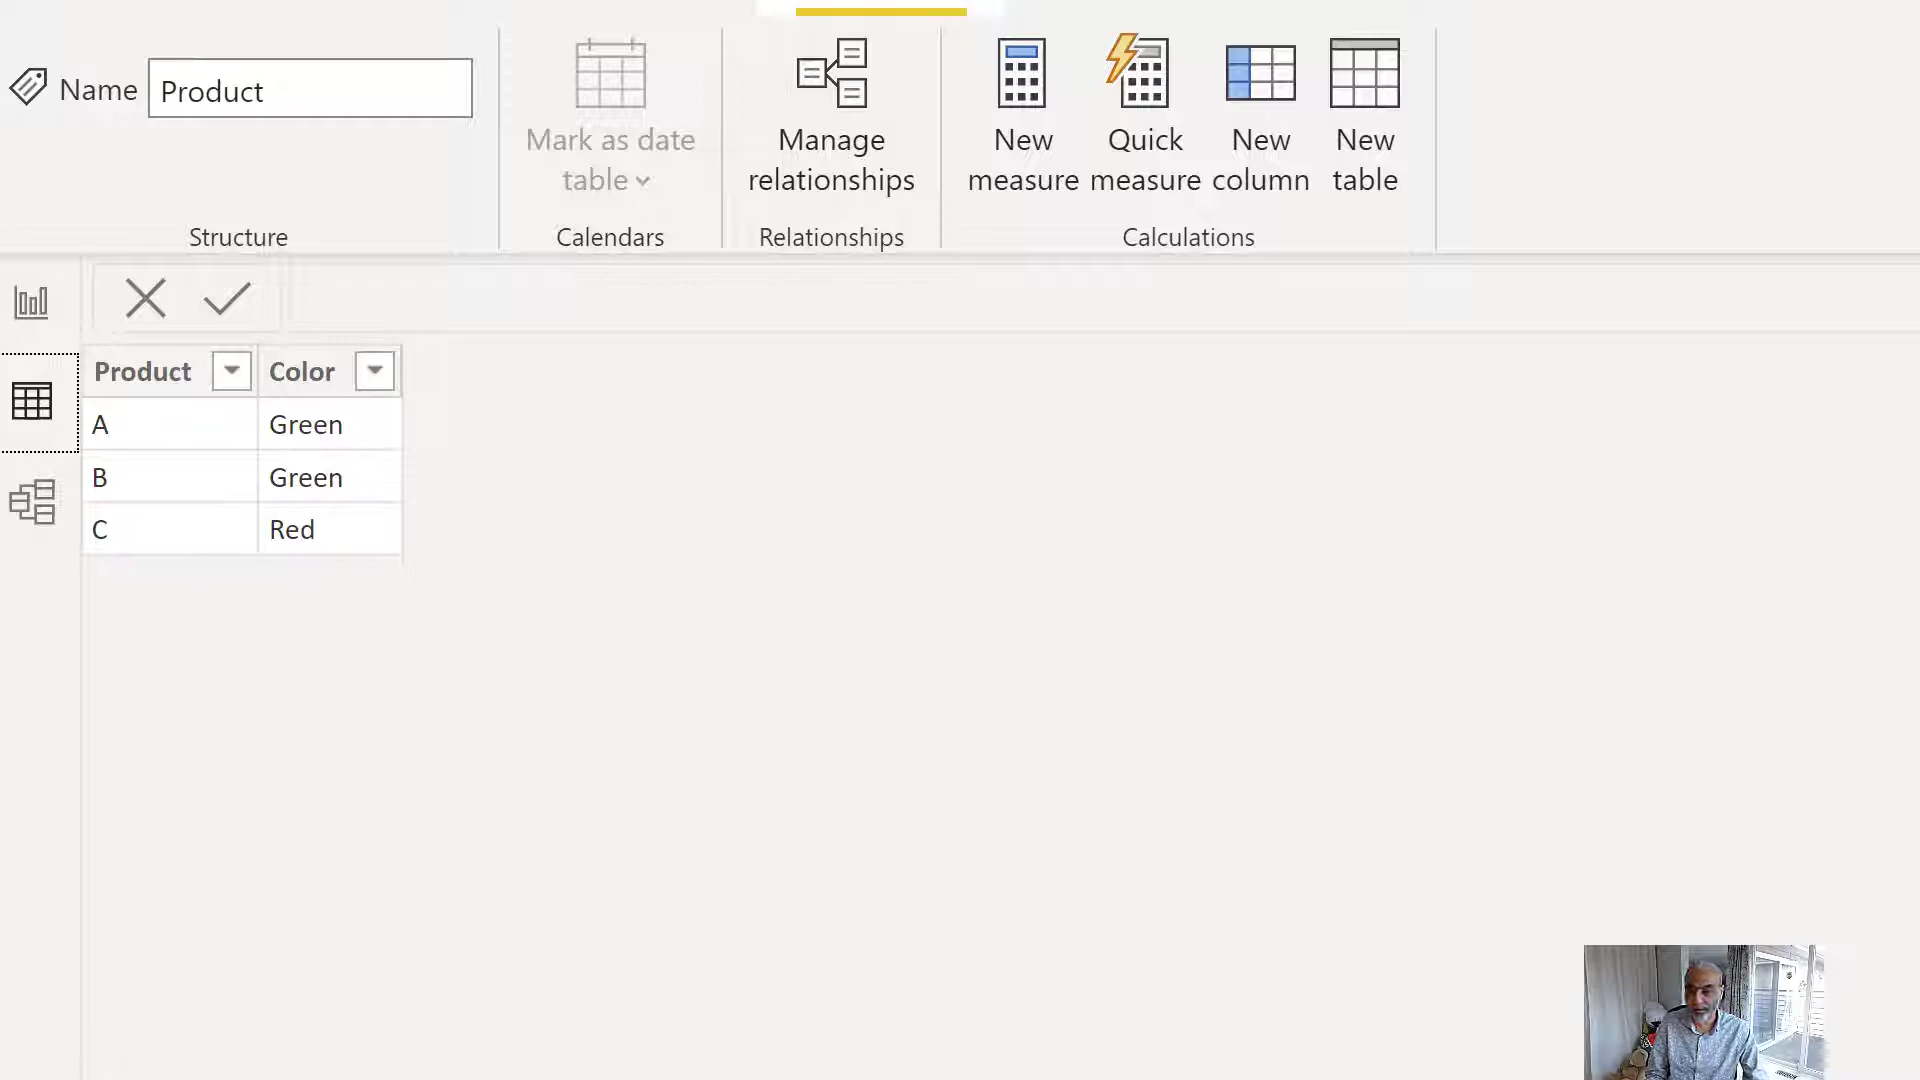 Name Product
Mark as date table
Manage relationships
New measure
Quick measure
New column
New table
Structure
Calendars
Relationships
Calculations
Product Color
A Green
B Green
C Red